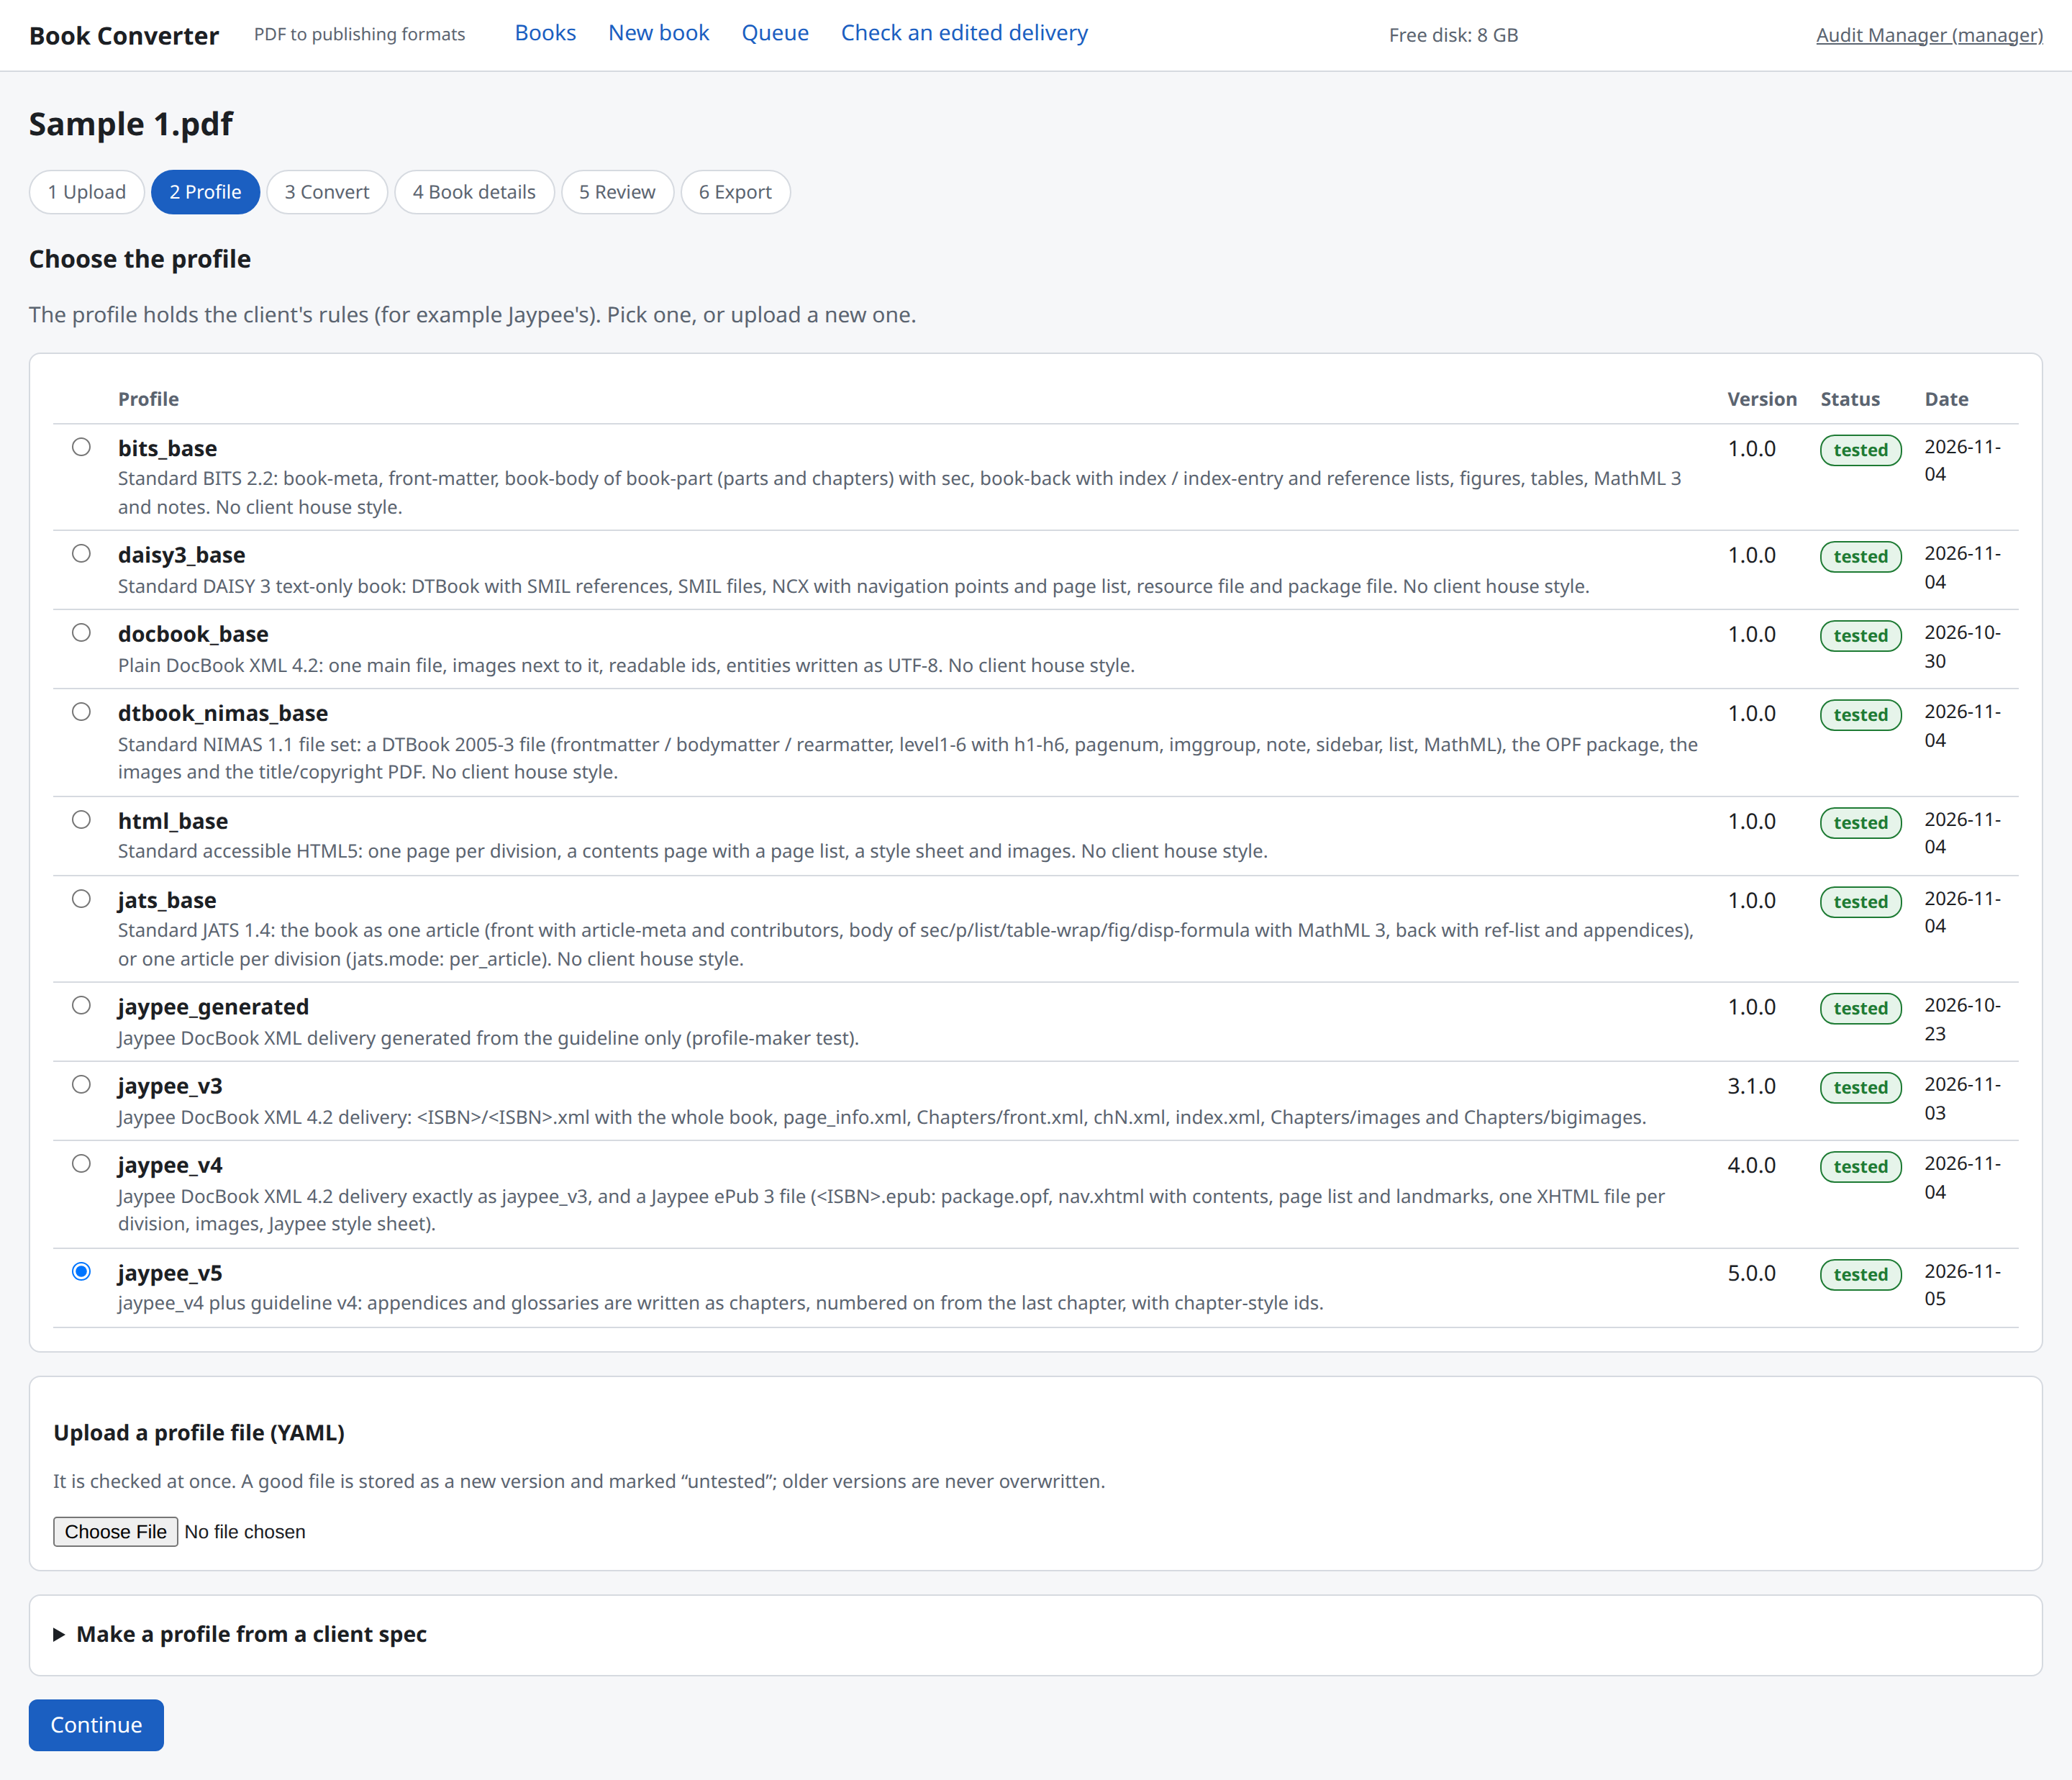 Book Converter PDF to publishing formats Books New book Queue Check an edited delivery Free disk: 8 GB Audit Manager (manager)
Sample 1.pdf
1 Upload 2 Profile 3 Convert 4 Book details 5 Review 6 Export
Choose the profile
The profile holds the client's rules (for example Jaypee's). Pick one, or upload a new one.
Profile Version Status Date
bits_base 1.0.0 tested 2026-11-04
Standard BITS 2.2: book-meta, front-matter, book-body of book-part (parts and chapters) with sec, book-back with index / index-entry and reference lists, figures, tables, MathML 3
and notes. No client house style.
daisy3_base 1.0.0 tested 2026-11-04
Standard DAISY 3 text-only book: DTBook with SMIL references, SMIL files, NCX with navigation points and page list, resource file and package file. No client house style.
docbook_base 1.0.0 tested 2026-10-30
Plain DocBook XML 4.2: one main file, images next to it, readable ids, entities written as UTF-8. No client house style.
dtbook_nimas_base 1.0.0 tested 2026-11-04
Standard NIMAS 1.1 file set: a DTBook 2005-3 file (frontmatter / bodymatter / rearmatter, level1-6 with h1-h6, pagenum, imggroup, note, sidebar, list, MathML), the OPF package, the
images and the title/copyright PDF. No client house style.
html_base 1.0.0 tested 2026-11-04
Standard accessible HTML5: one page per division, a contents page with a page list, a style sheet and images. No client house style.
jats_base 1.0.0 tested 2026-11-04
Standard JATS 1.4: the book as one article (front with article-meta and contributors, body of sec/p/list/table-wrap/fig/disp-formula with MathML 3, back with ref-list and appendices),
or one article per division (jats.mode: per_article). No client house style.
jaypee_generated 1.0.0 tested 2026-10-23
Jaypee DocBook XML delivery generated from the guideline only (profile-maker test).
jaypee_v3 3.1.0 tested 2026-11-03
Jaypee DocBook XML 4.2 delivery: <ISBN>/<ISBN>.xml with the whole book, page_info.xml, Chapters/front.xml, chN.xml, index.xml, Chapters/images and Chapters/bigimages.
jaypee_v4 4.0.0 tested 2026-11-04
Jaypee DocBook XML 4.2 delivery exactly as jaypee_v3, and a Jaypee ePub 3 file (<ISBN>.epub: package.opf, nav.xhtml with contents, page list and landmarks, one XHTML file per
division, images, Jaypee style sheet).
jaypee_v5 5.0.0 tested 2026-11-05
jaypee_v4 plus guideline v4: appendices and glossaries are written as chapters, numbered on from the last chapter, with chapter-style ids.
Upload a profile file (YAML)
It is checked at once. A good file is stored as a new version and marked “untested”; older versions are never overwritten.
Choose File No file chosen
Make a profile from a client spec
Continue